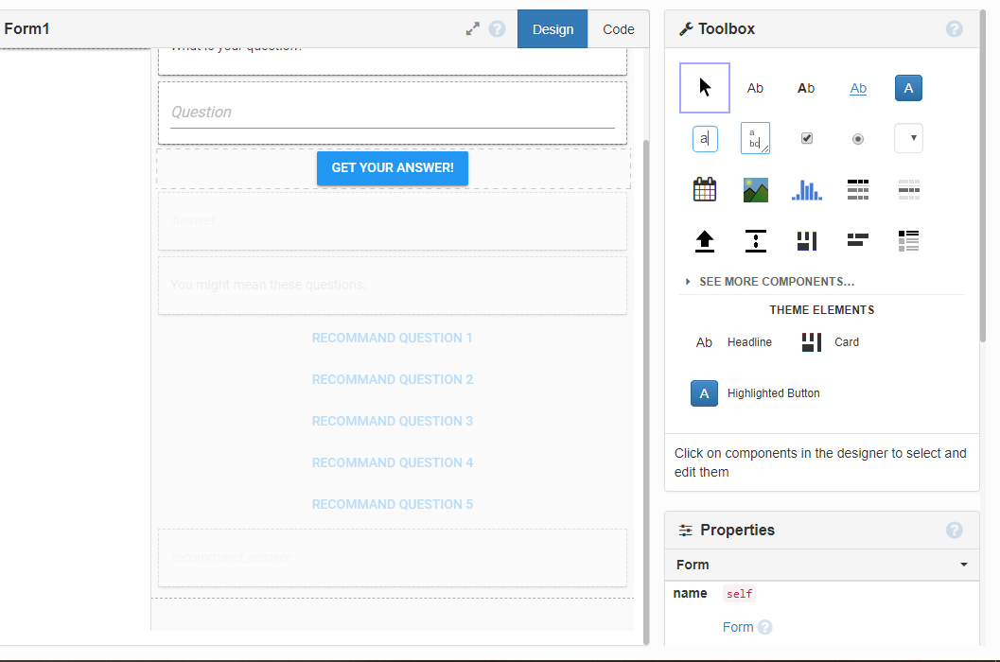 Form1
Design
Code
What is your question?
Question
GET YOUR ANSWER!
Answer
You might mean these questions:
RECOMMAND QUESTION 1
RECOMMAND QUESTION 2
RECOMMAND QUESTION 3
RECOMMAND QUESTION 4
RECOMMAND QUESTION 5
recommand_answer
Toolbox
?
Ab
Ab
Ab
A
a
a
bc
SEE MORE COMPONENTS...
THEME ELEMENTS
Ab Headline
Card
A Highlighted Button
Click on components in the designer to select and
edit them
Properties
?
Form
name self
Form ?